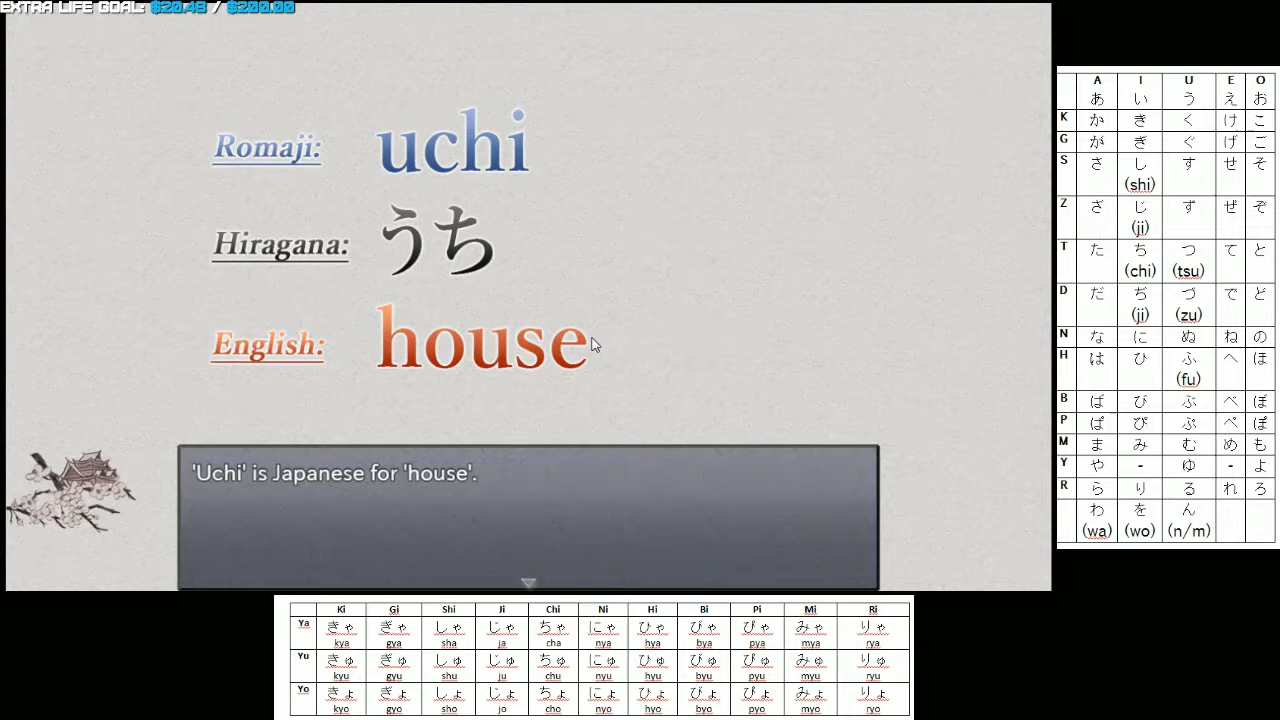 EXTRA LIFE GOAL: $20.48 / $200.00
Romaji: uchi
Hiragana: うち
English: house
'Uchi' is Japanese for 'house'.
A I U E O
あ い う え お
K か き く け こ
G が ぎ ぐ げ ご
S さ し す せ そ
(shi)
Z ざ じ ず ぜ ぞ
(ji)
T た ち つ て と
(chi) (tsu)
D だ ぢ づ で ど
(ji) (zu)
N な に ぬ ね の
H は ひ ふ へ ほ
(fu)
B ば び ぶ べ ぼ
P ぱ ぴ ぷ ぺ ぽ
M ま み む め も
Y や - ゆ - よ
R ら り る れ ろ
わ を ん
(wa) (wo) (n/m)
Ki Gi Shi Ji Chi Ni Hi Bi Pi Mi Ri
Ya きゃ ぎゃ しゃ じゃ ちゃ にゃ ひゃ びゃ ぴゃ みゃ りゃ
kya gya sha ja cha nya hya bya pya mya rya
Yu きゅ ぎゅ しゅ じゅ ちゅ にゅ ひゅ びゅ ぴゅ みゅ りゅ
kyu gyu shu ju chu nyu hyu byu pyu myu ryu
Yo きょ ぎょ しょ じょ ちょ にょ ひょ びょ ぴょ みょ りょ
kyo gyo sho jo cho nyo hyo byo pyo myo ryo